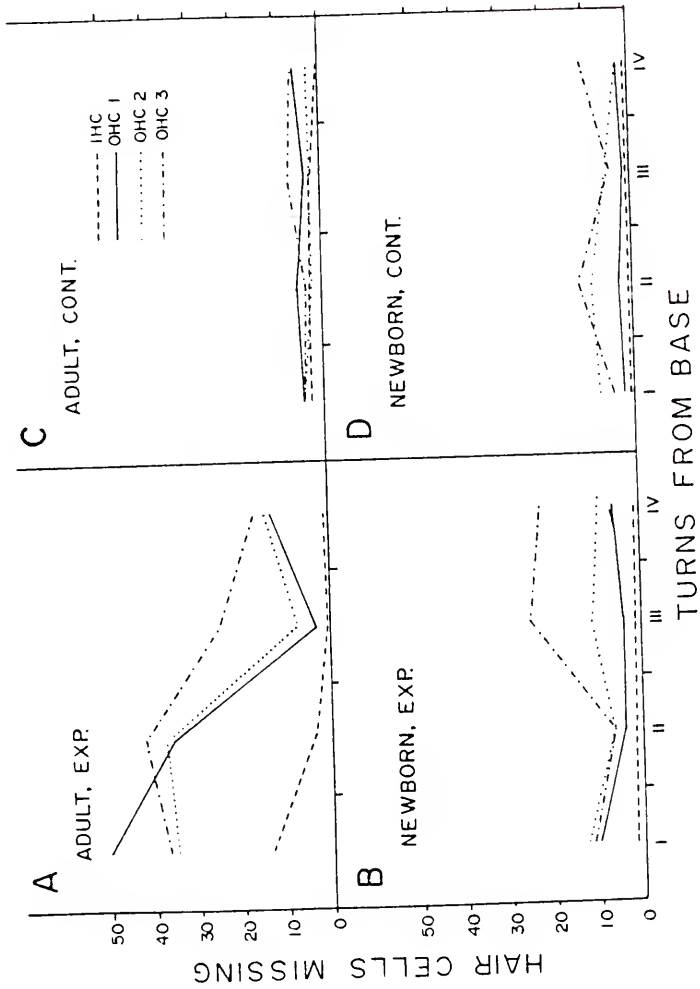 A
ADULT, EXP.
C
ADULT, CONT.
IHC
OHC 1
OHC 2
OHC 3
B
NEWBORN, EXP.
D
NEWBORN, CONT.
HAIR CELLS MISSING
50
40
30
20
10
0
50
40
30
20
10
0
I
II
III
IV
I
II
III
IV
TURNS FROM BASE